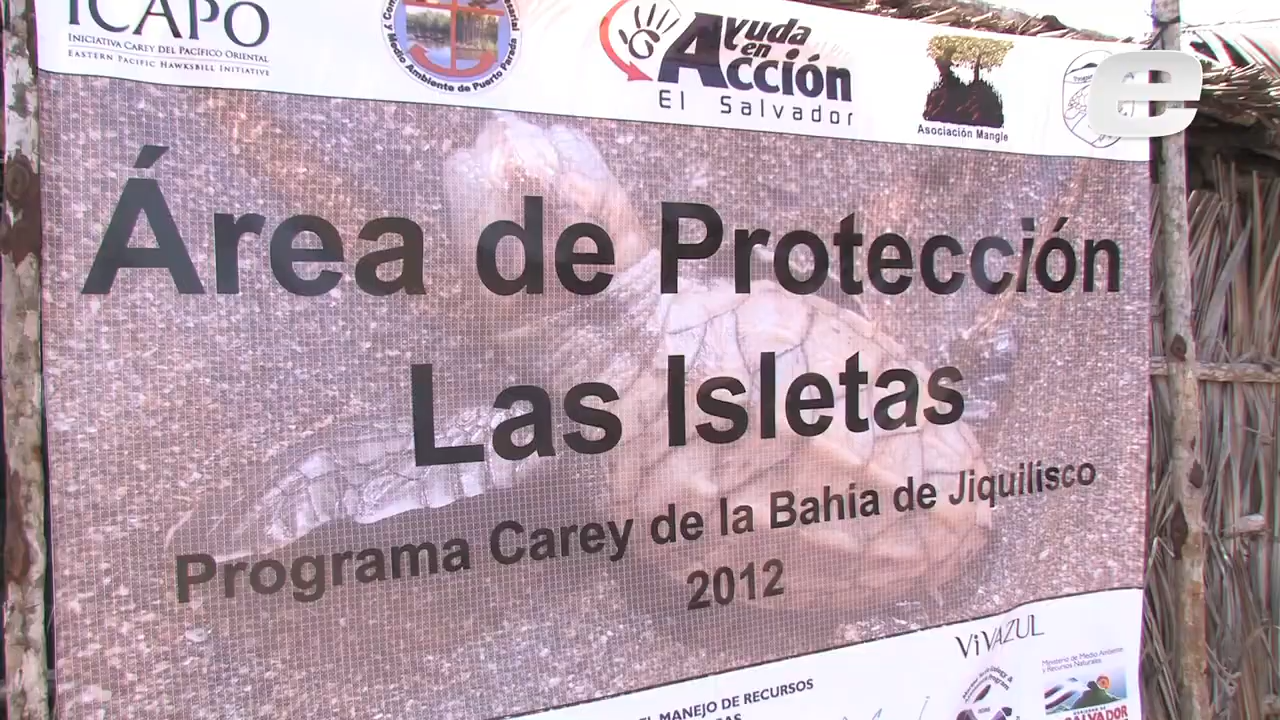 ICAPO
INICIATIVA CAREY DEL PACÍFICO ORIENTAL
EASTERN PACIFIC HAWKSBILL INITIATIVE
y Medio Ambiente de Puerto Parada
Ayuda
en
Acción
El Salvador
Asociación Mangle
e
Área de Protección
Las Isletas
Programa Carey de la Bahía de Jiquilisco
2012
ViVAZUL
MANEJO DE RECURSOS
Ministerio de Medio Ambiente
y Recursos Naturales
SALVADOR